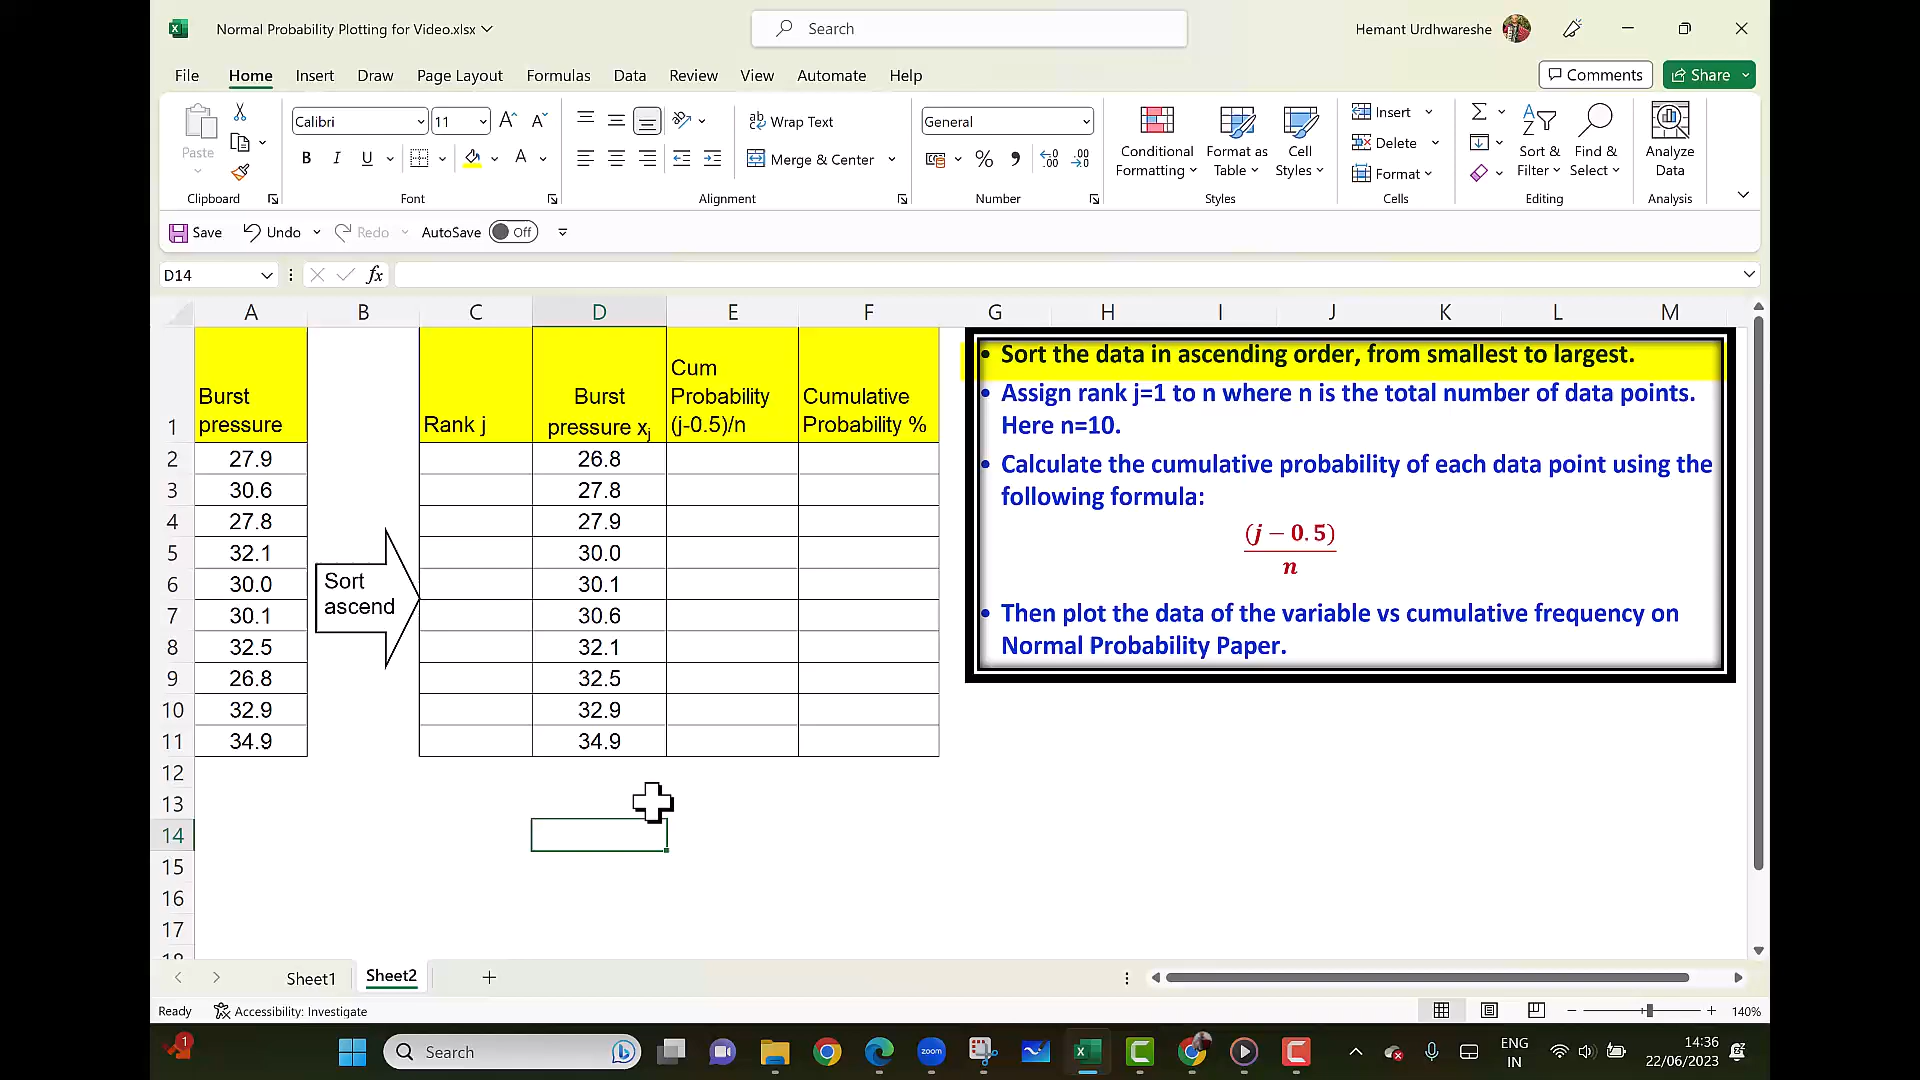 Normal Probability Plotting for Video.xlsx
Search
Hemant Urdhwareshe
File Home Insert Draw Page Layout Formulas Data Review View Automate Help
Comments Share
Paste
Clipboard
Calibri 11
B I U
Font
Wrap Text
Merge & Center
Alignment
General
Number
Conditional Formatting
Format as Table
Cell Styles
Styles
Insert
Delete
Format
Cells
Sort & Filter
Find & Select
Editing
Analyze Data
Analysis
Save Undo Redo AutoSave Off
D14 fx
A B C D E F G H I J K L M
1
Burst pressure
Rank j
Burst pressure xj
Cum Probability (j-0.5)/n
Cumulative Probability %
2 27.9 26.8
3 30.6 27.8
4 27.8 27.9
5 32.1 30.0
6 30.0 30.1
7 30.1 30.6
8 32.5 32.1
9 26.8 32.5
10 32.9 32.9
11 34.9 34.9
12
13
14
15
16
17
Sort
ascend
• Sort the data in ascending order, from smallest to largest.
• Assign rank j=1 to n where n is the total number of data points.
Here n=10.
• Calculate the cumulative probability of each data point using the
following formula:
(j − 0.5)
n
• Then plot the data of the variable vs cumulative frequency on
Normal Probability Paper.
Sheet1 Sheet2
Ready Accessibility: Investigate 140%
1
Search
zoom
ENG
IN
14:36
22/06/2023